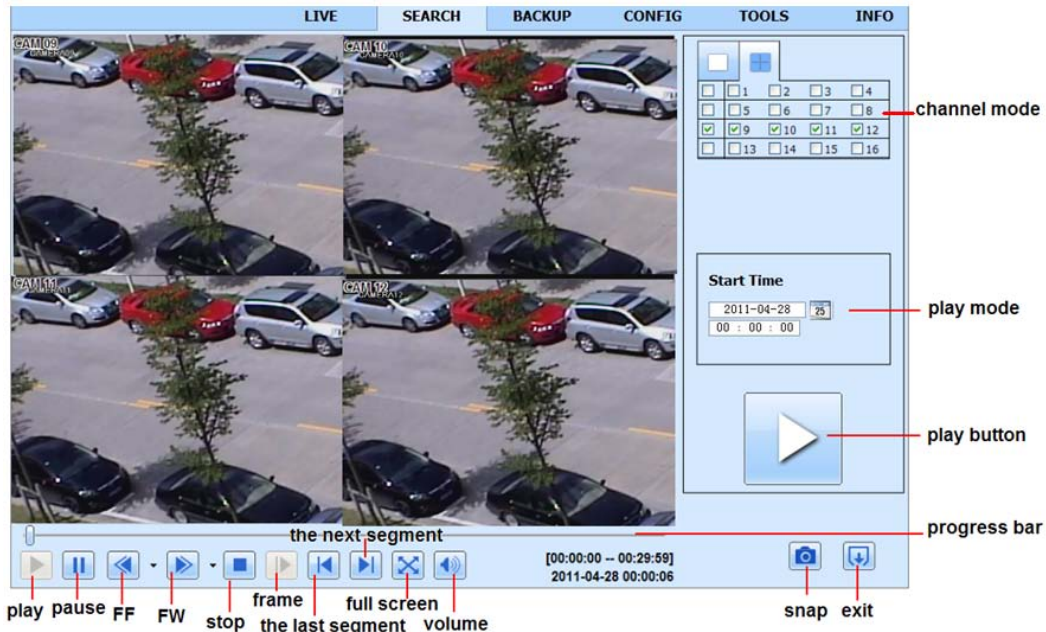 LIVE SEARCH BACKUP CONFIG TOOLS INFO
CAM 09
CAMERA09
CAM 10
CAMERA10
1 2 3 4
5 6 7 8
9 10 11 12
13 14 15 16
channel mode
CAM 11
CAMERA11
CAM 12
CAMERA12
Start Time
2011-04-28 25
00 : 00 : 00
play mode
play button
progress bar
the next segment
[00:00:00 -- 00:29:59]
2011-04-28 00:00:06
play pause FF FW stop frame the last segment full screen volume snap exit